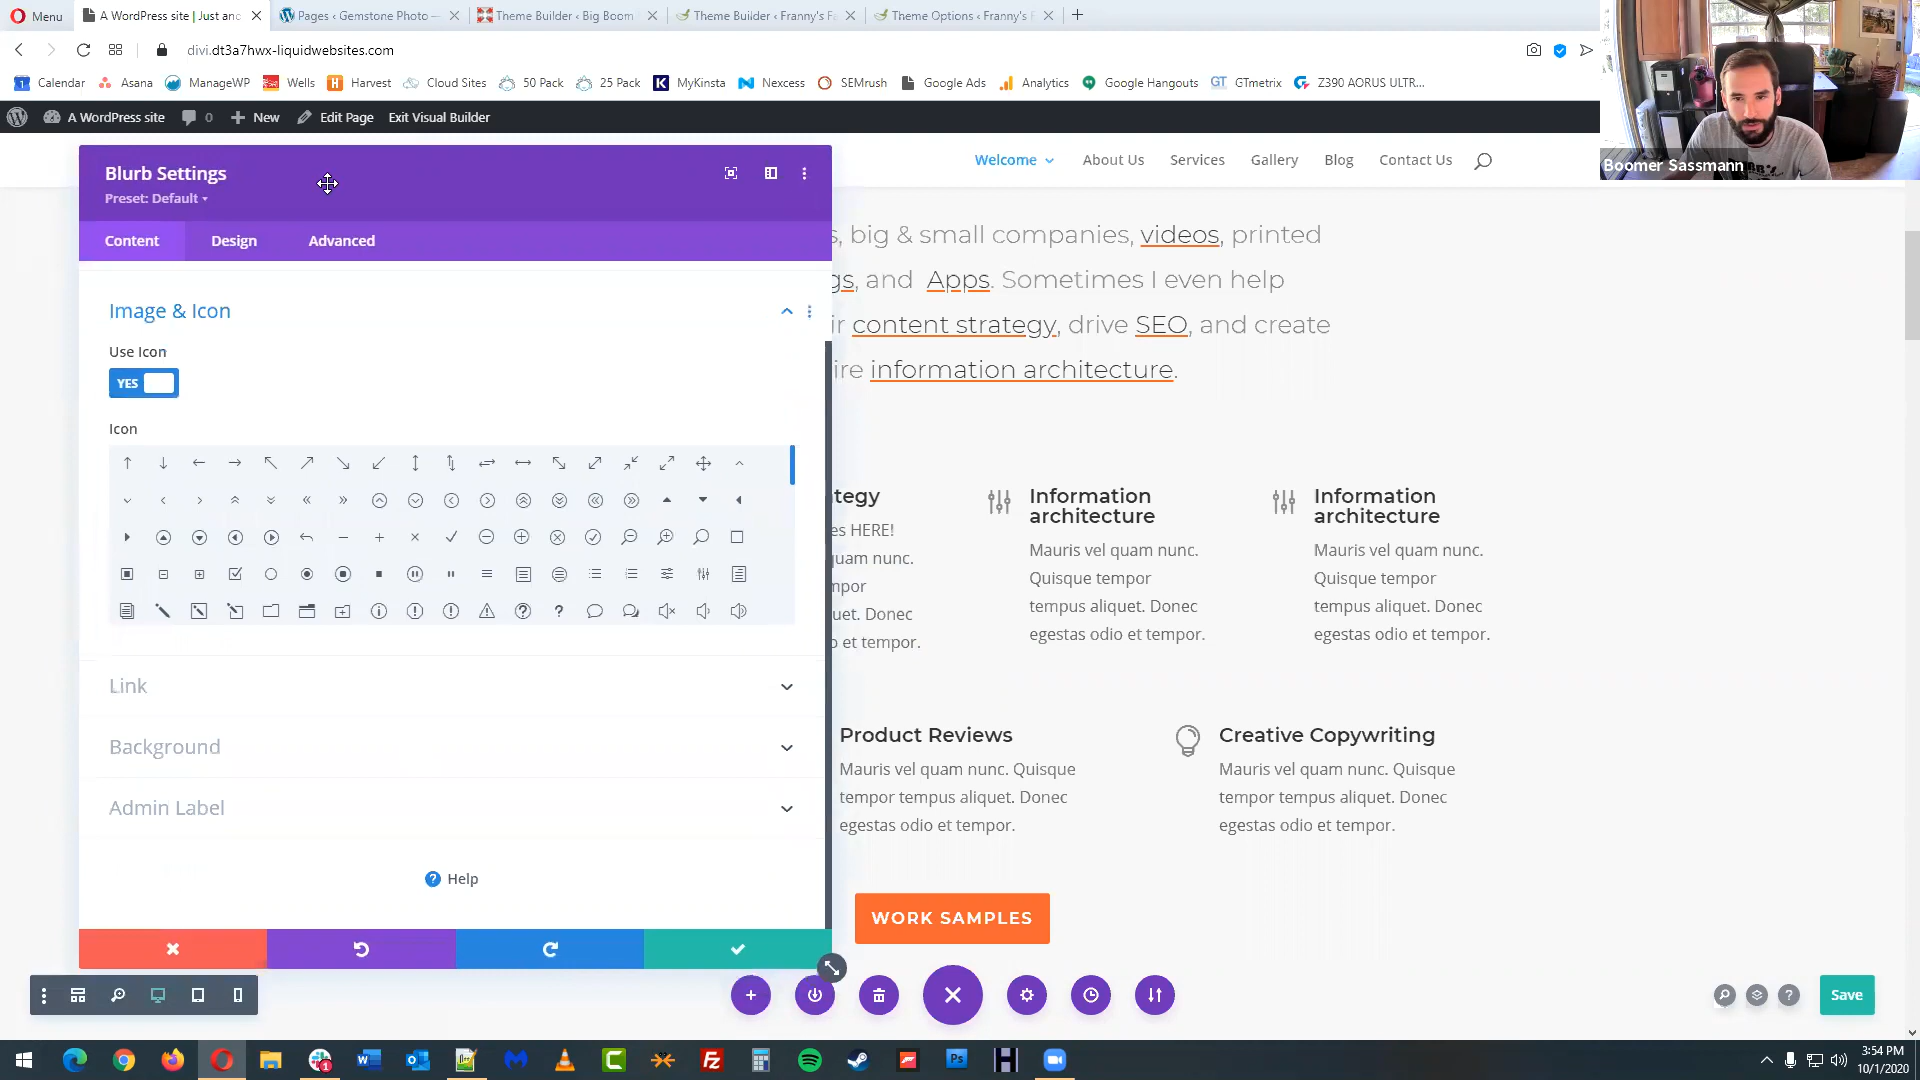 Menu
A WordPress site | Just and
Pages ‹ Gemstone Photo —
Theme Builder ‹ Big Boom
Theme Builder ‹ Franny's F
Theme Options ‹ Franny's F
divi.dt3a7hwx-liquidwebsites.com
Calendar
Asana
ManageWP
Wells
Harvest
Cloud Sites
50 Pack
25 Pack
MyKinsta
Nexcess
SEMrush
Google Ads
Analytics
Google Hangouts
GTmetrix
Z390 AORUS ULTR...
A WordPress site
0
New
Edit Page
Exit Visual Builder
Boomer Sassmann
Welcome
About Us
Services
Gallery
Blog
Contact Us
Blurb Settings
Preset: Default
Content
Design
Advanced
Image & Icon
Use Icon
YES
Icon
Link
Background
Admin Label
Help
s, big & small companies, videos, printed
gs, and Apps. Sometimes I even help
ir content strategy, drive SEO, and create
ire information architecture.
ategy
es HERE!
quam nunc.
mpor
uet. Donec
o et tempor.
Information
architecture
Mauris vel quam nunc.
Quisque tempor
tempus aliquet. Donec
egestas odio et tempor.
Information
architecture
Mauris vel quam nunc.
Quisque tempor
tempus aliquet. Donec
egestas odio et tempor.
Product Reviews
Mauris vel quam nunc. Quisque
tempor tempus aliquet. Donec
egestas odio et tempor.
Creative Copywriting
Mauris vel quam nunc. Quisque
tempor tempus aliquet. Donec
egestas odio et tempor.
WORK SAMPLES
Save
3:54 PM
10/1/2020